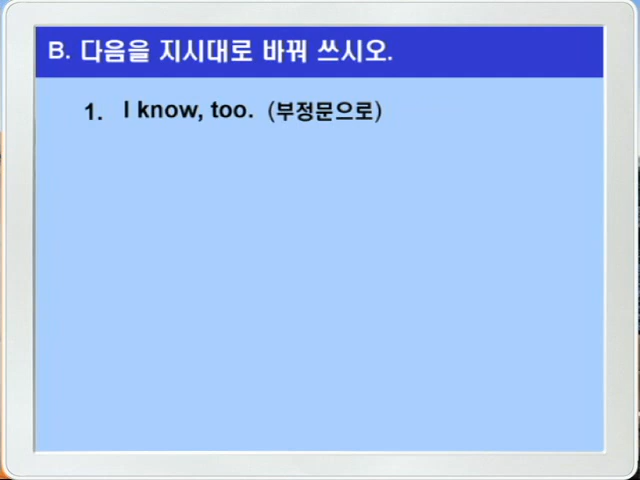 B. 다음을 지시대로 바꿔 쓰시오.
1. I know, too. (부정문으로)